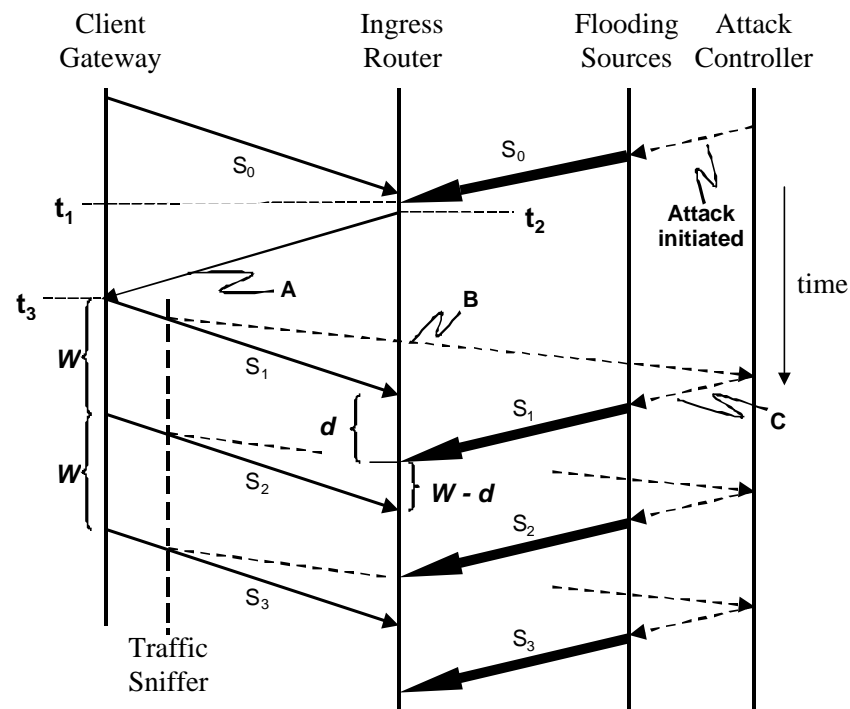 Client Gateway
Ingress Router
Flooding Sources
Attack Controller
S0
S0
t1
t2
Attack initiated
time
A
B
t3
W
S1
d
S1
C
W
S2
W - d
S2
S3
S3
Traffic Sniffer